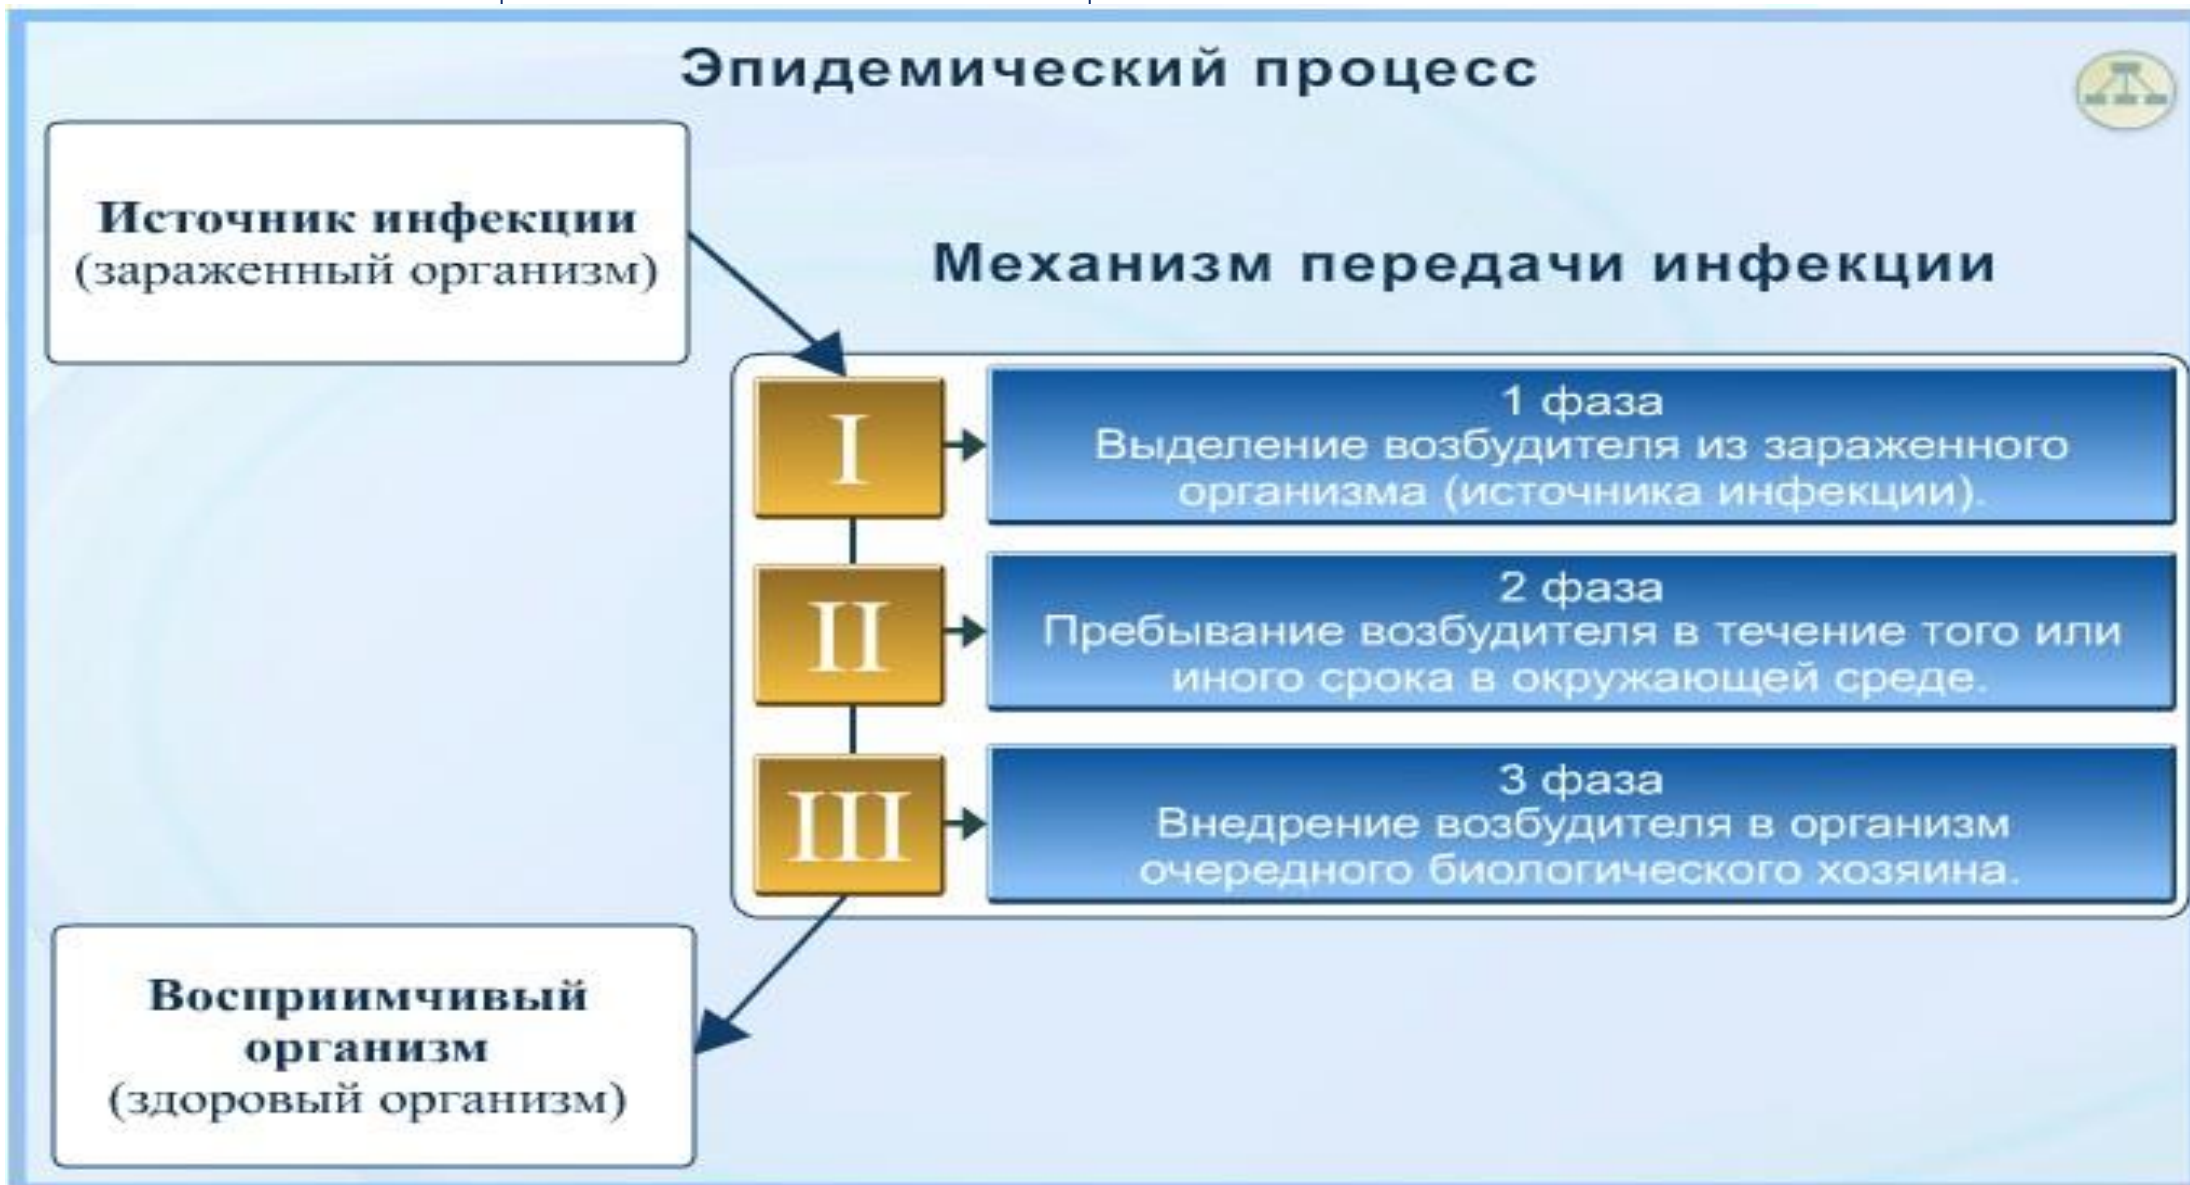 Эпидемический процесс
Источник инфекции
(зараженный организм)
Механизм передачи инфекции
I
1 фаза
Выделение возбудителя из зараженного
организма (источника инфекции).
II
2 фаза
Пребывание возбудителя в течение того или
иного срока в окружающей среде.
III
3 фаза
Внедрение возбудителя в организм
очередного биологического хозяина.
Восприимчивый
организм
(здоровый организм)